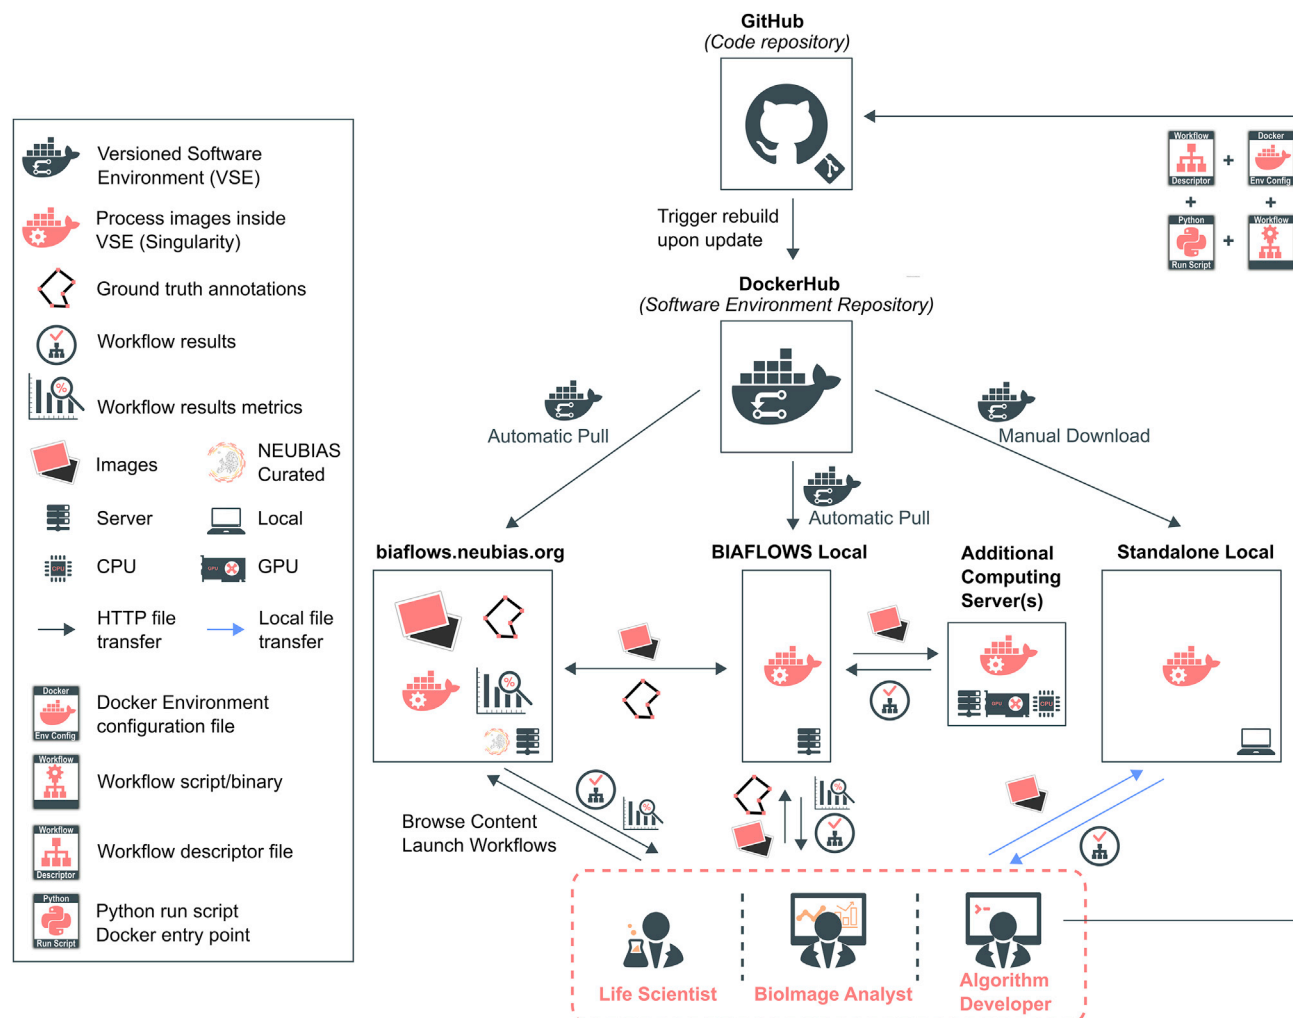 GitHub
(Code repository)
Workflow
Descriptor
+
Docker
Env Config
+
+
Python
Run Script
+
Workflow
Trigger rebuild
upon update
DockerHub
(Software Environment Repository)
Automatic Pull
Manual Download
Automatic Pull
Versioned Software
Environment (VSE)
Process images inside
VSE (Singularity)
Ground truth annotations
Workflow results
%
Workflow results metrics
Images
NEUBIAS
Curated
Server
Local
CPU
CPU
GPU
GPU
HTTP file
transfer
Local file
transfer
Docker
Env Config
Docker Environment
configuration file
Workflow
Workflow script/binary
Workflow
Descriptor
Workflow descriptor file
Python
Run Script
Python run script
Docker entry point
biaflows.neubias.org
%
BIAFLOWS Local
Additional
Computing
Server(s)
GPU
CPU
Standalone Local
Browse Content
Launch Workflows
%
%
Life Scientist
BioImage Analyst
Algorithm
Developer